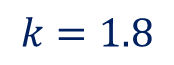 k = 1.8